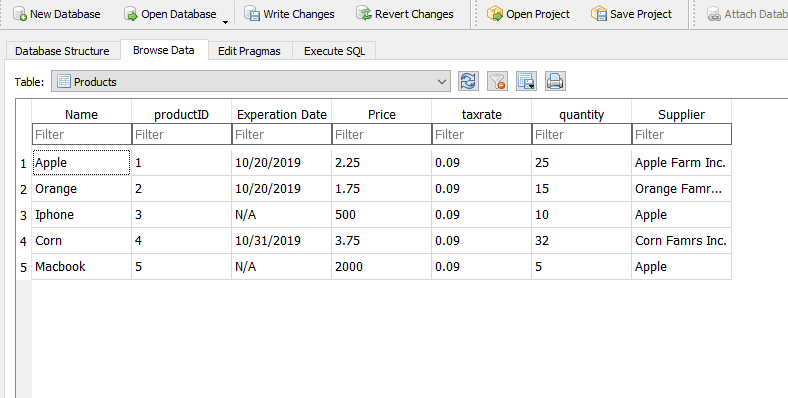 New Database Open Database Write Changes Revert Changes Open Project Save Project Attach Datab
Database Structure Browse Data Edit Pragmas Execute SQL
Table: Products
Name productID Experation Date Price taxrate quantity Supplier
Filter Filter Filter Filter Filter Filter Filter
1 Apple 1 10/20/2019 2.25 0.09 25 Apple Farm Inc.
2 Orange 2 10/20/2019 1.75 0.09 15 Orange Famr...
3 Iphone 3 N/A 500 0.09 10 Apple
4 Corn 4 10/31/2019 3.75 0.09 32 Corn Famrs Inc.
5 Macbook 5 N/A 2000 0.09 5 Apple